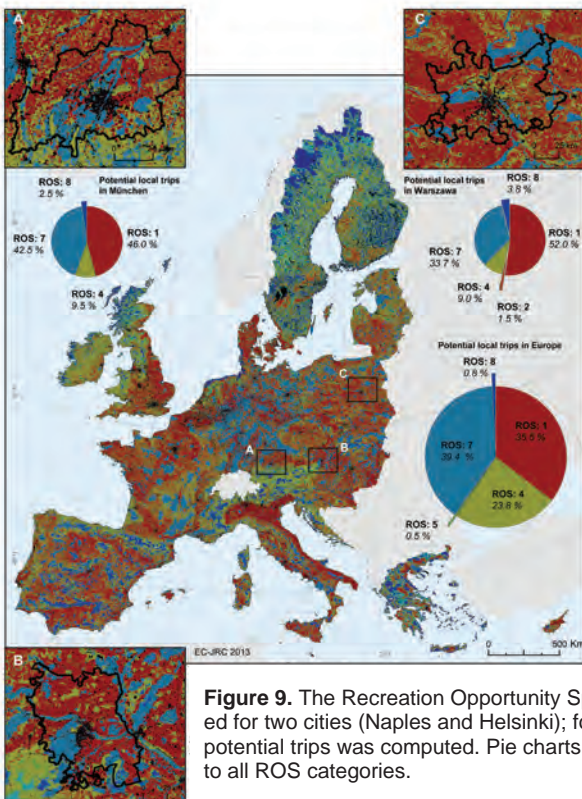 A
C
ROS: 8
2.5 %
Potential local trips
in München
ROS: 7
42.5 %
ROS: 1
46.0 %
ROS: 4
9.5 %
Potential local trips
in Warszawa
ROS: 8
3.8 %
ROS: 7
33.7 %
ROS: 1
52.0 %
ROS: 4
9.0 %
ROS: 2
1.5 %
Potential local trips in Europe
ROS: 8
0.8 %
ROS: 1
35.5 %
ROS: 7
39.4 %
ROS: 4
23.8 %
ROS: 5
0.5 %
C
A
B
EC-JRC 2013
0
500 Km
B
Figure 9. The Recreation Opportunity S
ed for two cities (Naples and Helsinki); fo
potential trips was computed. Pie charts
to all ROS categories.